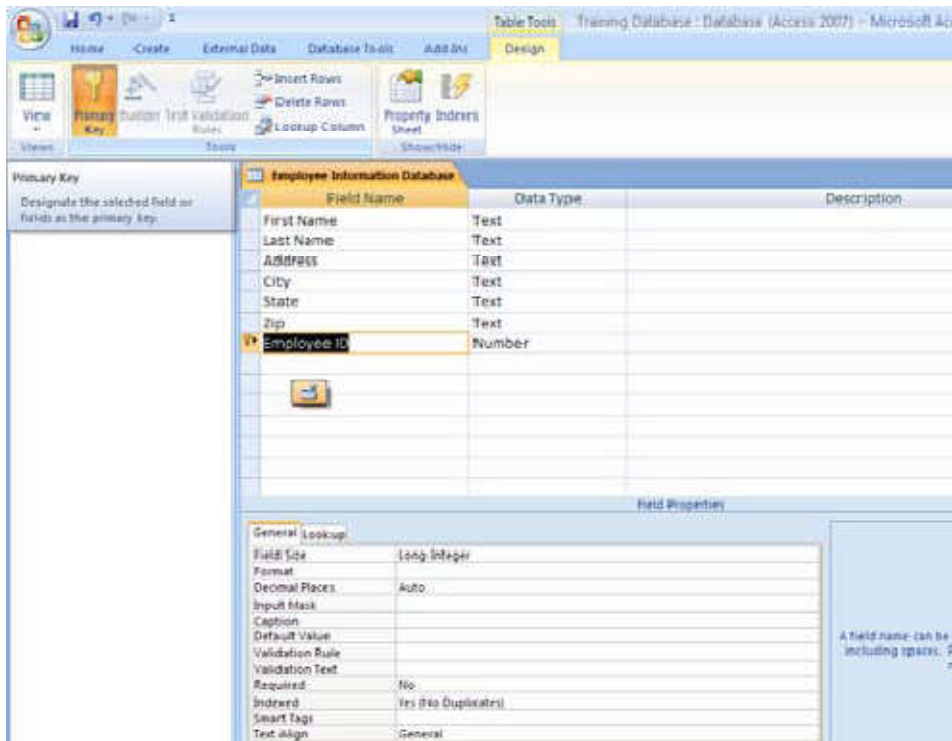 Table Tools Training Database : Database (Access 2007) - Microsoft Ac
Home Create External Data Database Tools Add-Ins Design
View
Primary Key
Builder
Test Validation Rules
Insert Rows
Delete Rows
Lookup Column
Property Sheet
Indexes
Views Tools Show/Hide
Primary Key
Designate the selected field or
fields as the primary key.
Employee Information Database
Field Name Data Type Description
First Name Text
Last Name Text
Address Text
City Text
State Text
Zip Text
Employee ID Number
Field Properties
General Lookup
Field Size Long Integer
Format
Decimal Places Auto
Input Mask
Caption
Default Value
Validation Rule
Validation Text
Required No
Indexed Yes (No Duplicates)
Smart Tags
Text Align General
A field name can be
including spaces.